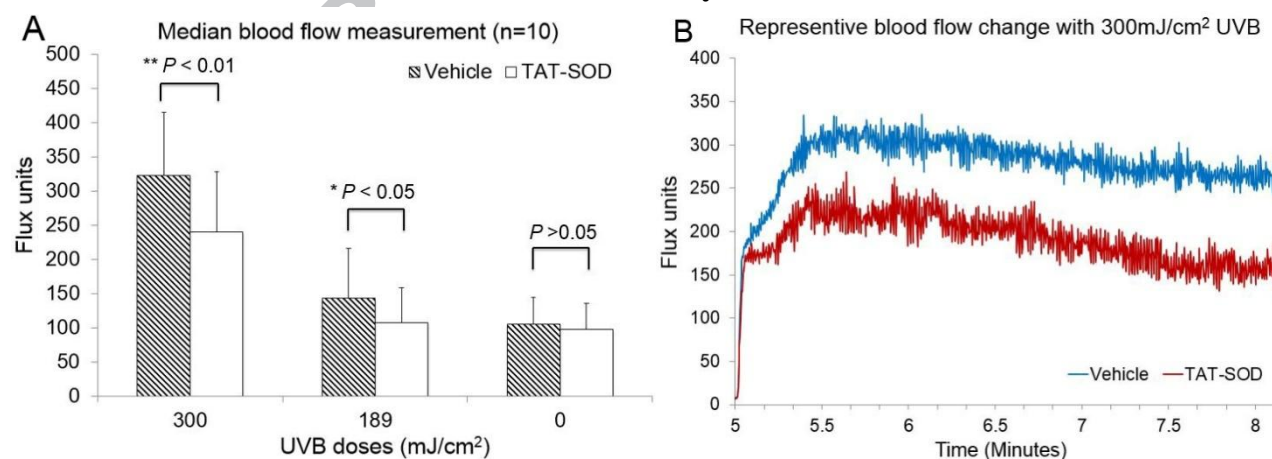 A
Median blood flow measurement (n=10)
500
450
400
350
300
250
200
150
100
50
0
Flux units
** P < 0.01
* P < 0.05
P >0.05
Vehicle
TAT-SOD
300
189
0
UVB doses (mJ/cm²)
B
Representive blood flow change with 300mJ/cm² UVB
400
350
300
250
200
150
100
50
0
Flux units
Vehicle
TAT-SOD
5
5.5
6
6.5
7
7.5
8
Time (Minutes)